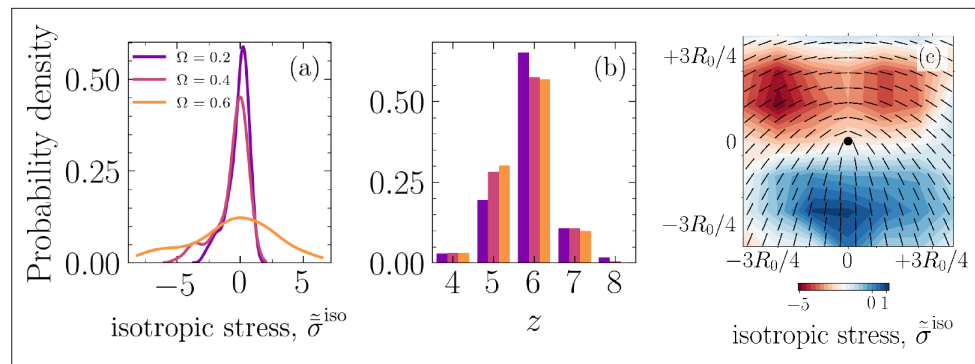 Probability density
0.50
0.25
0.00
Ω = 0.2
Ω = 0.4
Ω = 0.6
(a)
−5 0 5
isotropic stress, σ̃̄ⁱˢᵒ
0.50
0.25
0.00
(b)
4 5 6 7 8
z
+3R₀/4
0
−3R₀/4
(c)
−3R₀/4 0 +3R₀/4
−5 0 1
isotropic stress, σ̃̄ⁱˢᵒ